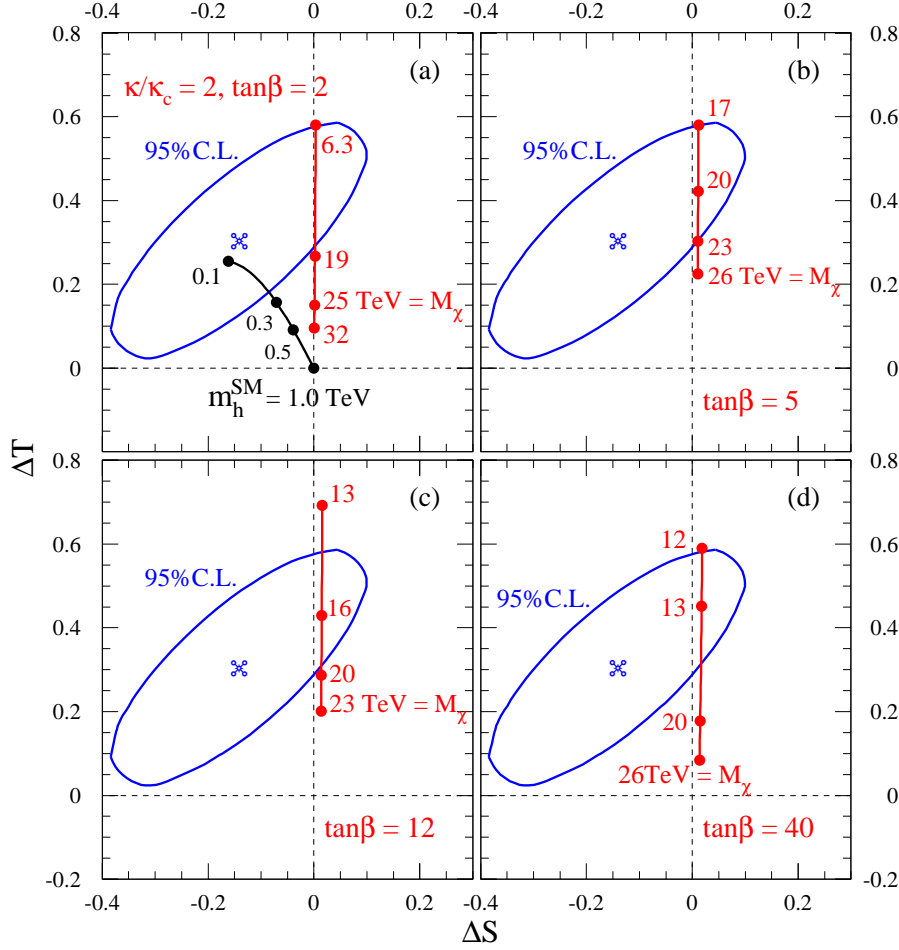 -0.4 -0.2 0 0.2 -0.4 -0.2 0 0.2
0.8 0.8
(a) (b)
κ/κc = 2, tanβ = 2
17
95%C.L. 6.3 95%C.L.
0.6 0.6
20
0.4 0.4
19 23
0.1 26 TeV = Mχ
25 TeV = Mχ
0.2 0.2
0.3 32
0.5
0 0
m_h^SM = 1.0 TeV tanβ = 5
ΔT
0.8 0.8
13 (c) (d)
12
0.6 0.6
95%C.L. 16 95%C.L. 13
0.4 0.4
20
23 TeV = Mχ 20
0.2 0.2
26TeV = Mχ
0 0
tanβ = 12 tanβ = 40
-0.2 -0.2
-0.4 -0.2 0 0.2 -0.4 -0.2 0 0.2
ΔS